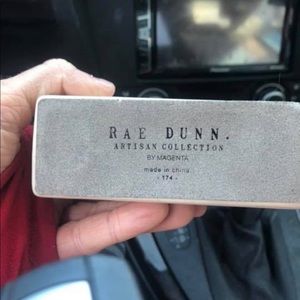 RAE DUNN.
ARTISAN COLLECTION
BY MAGENTA
made in china
- 174 -